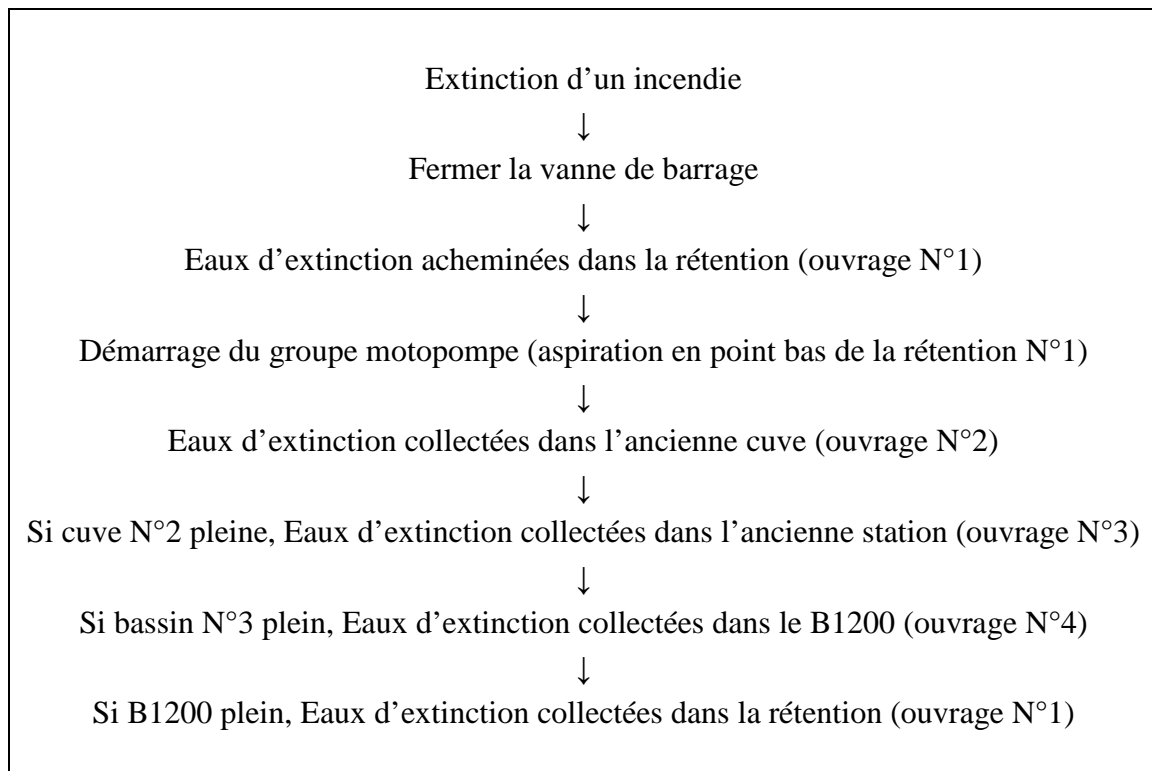 Extinction d’un incendie
↓
Fermer la vanne de barrage
↓
Eaux d’extinction acheminées dans la rétention (ouvrage N°1)
↓
Démarrage du groupe motopompe (aspiration en point bas de la rétention N°1)
↓
Eaux d’extinction collectées dans l’ancienne cuve (ouvrage N°2)
↓
Si cuve N°2 pleine, Eaux d’extinction collectées dans l’ancienne station (ouvrage N°3)
↓
Si bassin N°3 plein, Eaux d’extinction collectées dans le B1200 (ouvrage N°4)
↓
Si B1200 plein, Eaux d’extinction collectées dans la rétention (ouvrage N°1)